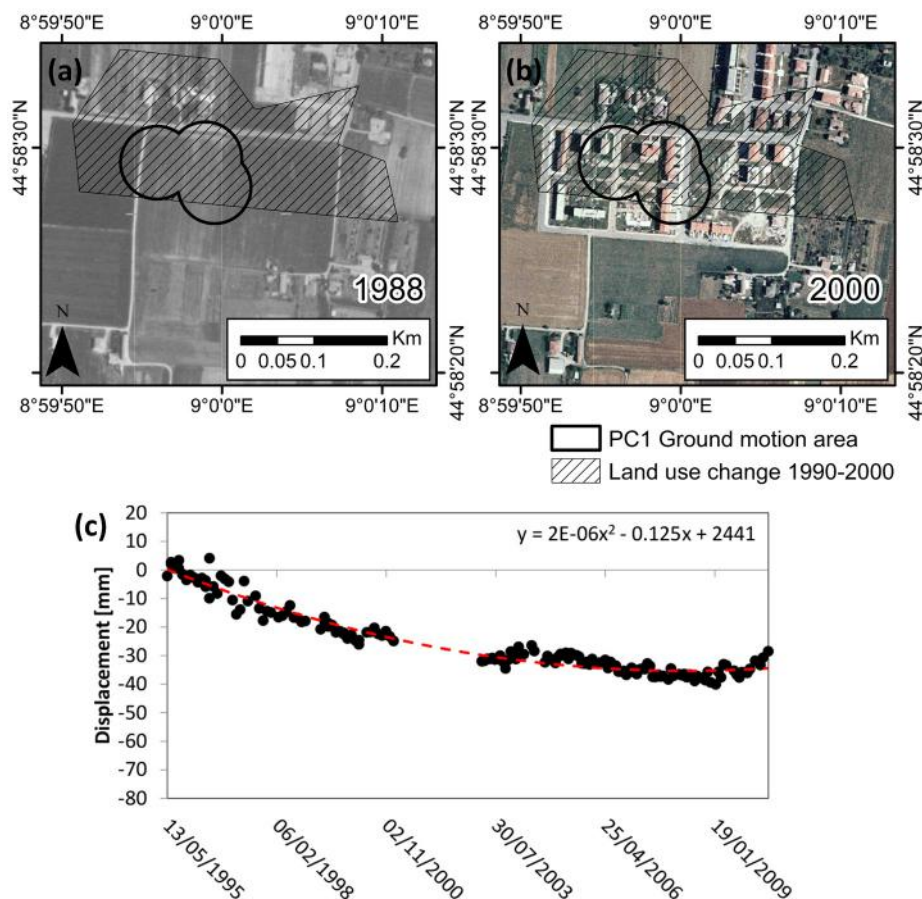 8°59'50"E 9°0'0"E 9°0'10"E
8°59'50"E 9°0'0"E 9°0'10"E
(a)
(b)
44°58'30"N
44°58'30"N
44°58'30"N
44°58'20"N
44°58'20"N
44°58'20"N
1988
2000
N
Km
0 0.05 0.1 0.2
N
Km
0 0.05 0.1 0.2
8°59'50"E 9°0'0"E 9°0'10"E
8°59'50"E 9°0'0"E 9°0'10"E
PC1 Ground motion area
Land use change 1990-2000
(c)
y = 2E-06x² - 0.125x + 2441
Displacement [mm]
20
0
-10
-20
-30
-40
-50
-60
-70
-80
13/05/1995
06/02/1998
02/11/2000
30/07/2003
25/04/2006
19/01/2009